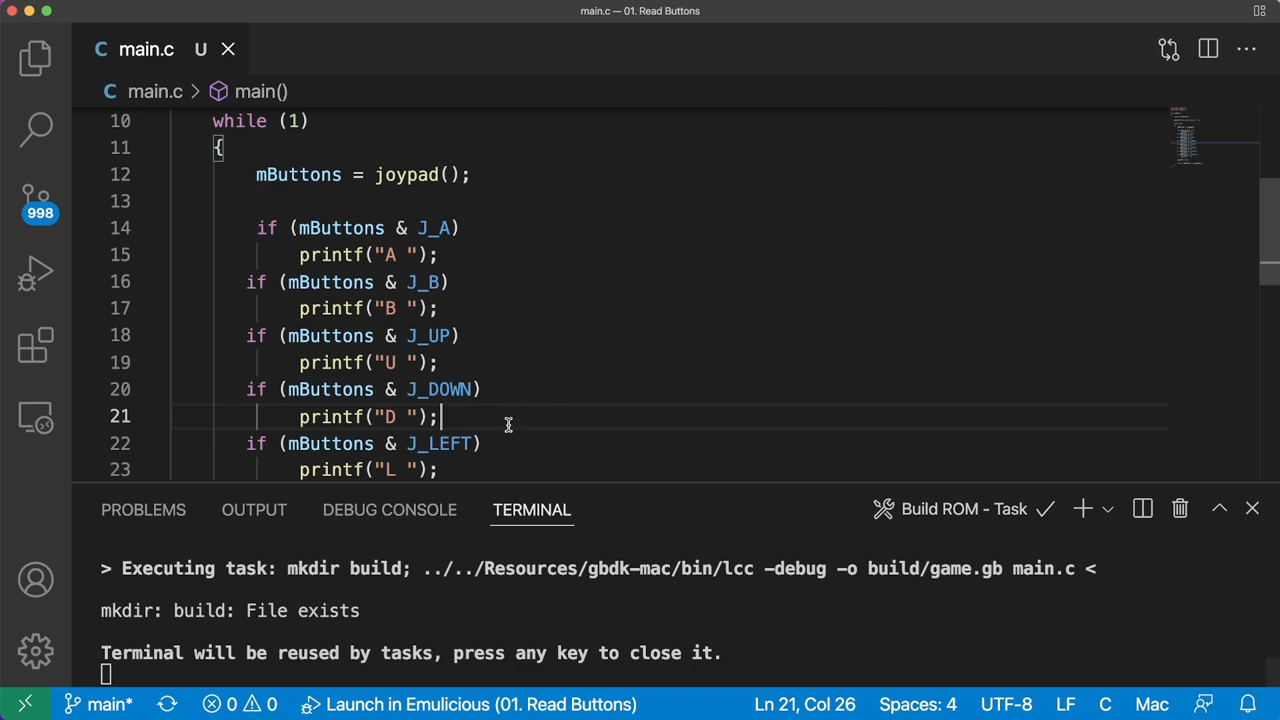 main.c — 01. Read Buttons
C main.c U
C main.c > main()
10 while (1)
11 {
12 mButtons = joypad();
13
14 if (mButtons & J_A)
15 printf("A ");
16 if (mButtons & J_B)
17 printf("B ");
18 if (mButtons & J_UP)
19 printf("U ");
20 if (mButtons & J_DOWN)
21 printf("D ");
22 if (mButtons & J_LEFT)
23 printf("L ");
998
PROBLEMS OUTPUT DEBUG CONSOLE TERMINAL Build ROM - Task
> Executing task: mkdir build; ../../Resources/gbdk-mac/bin/lcc -debug -o build/game.gb main.c <
mkdir: build: File exists
Terminal will be reused by tasks, press any key to close it.
main* 0 0 Launch in Emulicious (01. Read Buttons) Ln 21, Col 26 Spaces: 4 UTF-8 LF C Mac